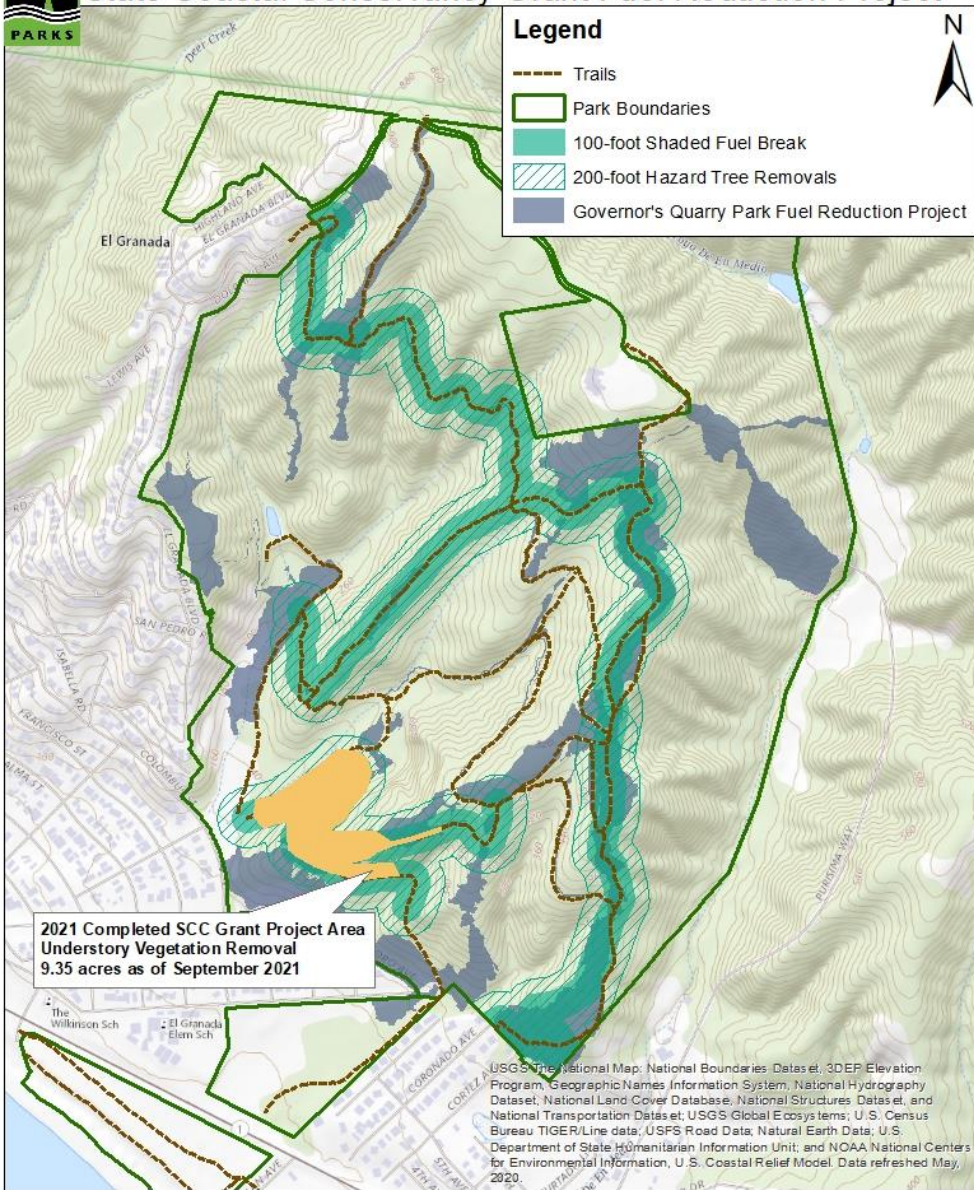 State Coastal Conservancy Grant Fuel Reduction Project
PARKS
Legend
N
Trails
Park Boundaries
100-foot Shaded Fuel Break
200-foot Hazard Tree Removals
Governor's Quarry Park Fuel Reduction Project
Deer Creek
HIGHLAND AVE
EL GRANADA BLVD
El Granada
De En Medio
LEWIS AVE
EL GRANADA BLVD
SAN PEDRO
ISABELLA RD
FRANCISCO ST
COLUMBUS
ALMA ST
PURISIMA WAY
2021 Completed SCC Grant Project Area
Understory Vegetation Removal
9.35 acres as of September 2021
The
Wilkinson Sch
El Granada
Elem Sch
CORONADO AVE
CORTEZ
1
5TH AVE
4TH AVE
USGS The National Map: National Boundaries Dataset, 3DEP Elevation
Program, Geographic Names Information System, National Hydrography
Dataset, National Land Cover Database, National Structures Dataset, and
National Transportation Dataset; USGS Global Ecosystems; U.S. Census
Bureau TIGER/Line data; USFS Road Data; Natural Earth Data; U.S.
Department of State Humanitarian Information Unit; and NOAA National Centers
for Environmental Information, U.S. Coastal Relief Model. Data refreshed May,
2020.